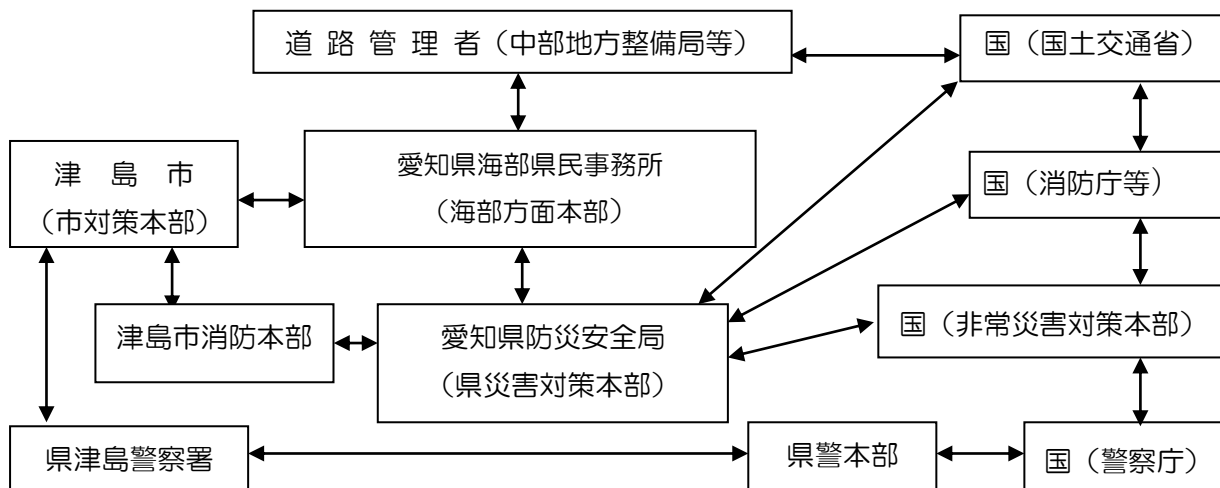 道 路 管 理 者（中部地方整備局等）
国（国土交通省）
津　島　市
（市対策本部）
愛知県海部県民事務所
（海部方面本部）
国（消防庁等）
津島市消防本部
愛知県防災安全局
（県災害対策本部）
国（非常災害対策本部）
県津島警察署
県警本部
国（警察庁）